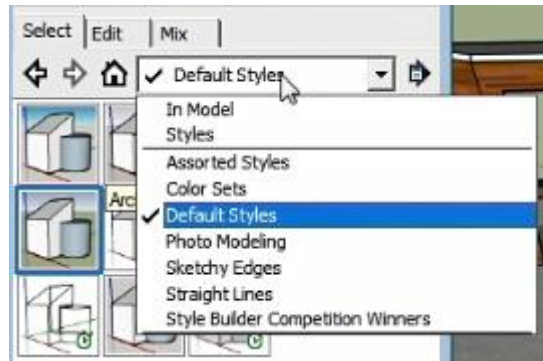 Select Edit Mix
Default Styles
In Model
Styles
Assorted Styles
Color Sets
Default Styles
Photo Modeling
Sketchy Edges
Straight Lines
Style Builder Competition Winners